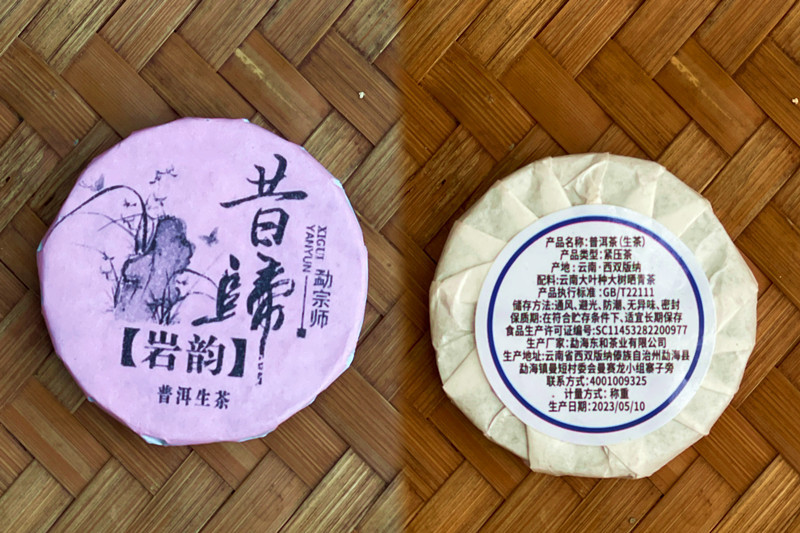 昔歸
XIGUI
YANYUN
勐宗师
【岩韵】
普洱生茶
产品名称:普洱茶(生茶)
产品类型:紧压茶
产地:云南·西双版纳
配料:云南大叶种大树晒青茶
产品执行标准:GB/T22111
储存方法:通风、避光、防潮、无异味、密封
保质期:在符合贮存条件下,适宜长期保存
食品生产许可证编号:SC11453282200977
生产厂家:勐海东和茶业有限公司
生产地址:云南省西双版纳傣族自治州勐海县
勐海镇曼短村委会曼赛龙小组寨子旁
联系方式:4001009325
计量方式:称重
生产日期:2023/05/10